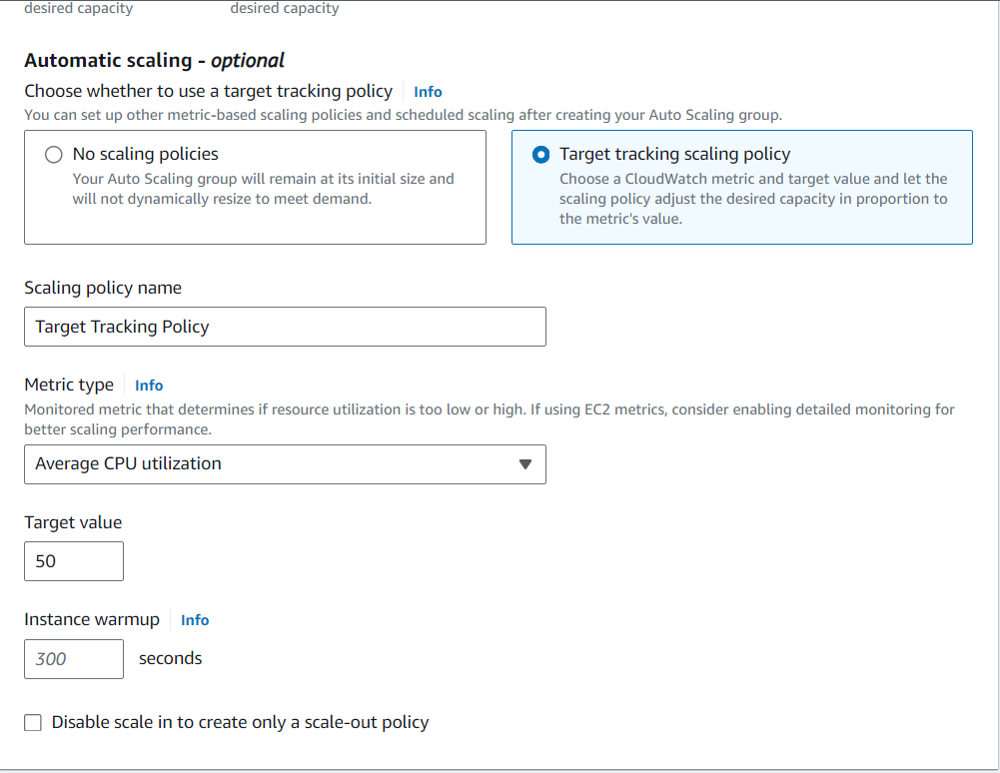 desired capacity desired capacity
Automatic scaling - optional
Choose whether to use a target tracking policy Info
You can set up other metric-based scaling policies and scheduled scaling after creating your Auto Scaling group.
No scaling policies
Your Auto Scaling group will remain at its initial size and
will not dynamically resize to meet demand.
Target tracking scaling policy
Choose a CloudWatch metric and target value and let the
scaling policy adjust the desired capacity in proportion to
the metric's value.
Scaling policy name
Target Tracking Policy
Metric type Info
Monitored metric that determines if resource utilization is too low or high. If using EC2 metrics, consider enabling detailed monitoring for
better scaling performance.
Average CPU utilization
Target value
50
Instance warmup Info
300 seconds
Disable scale in to create only a scale-out policy